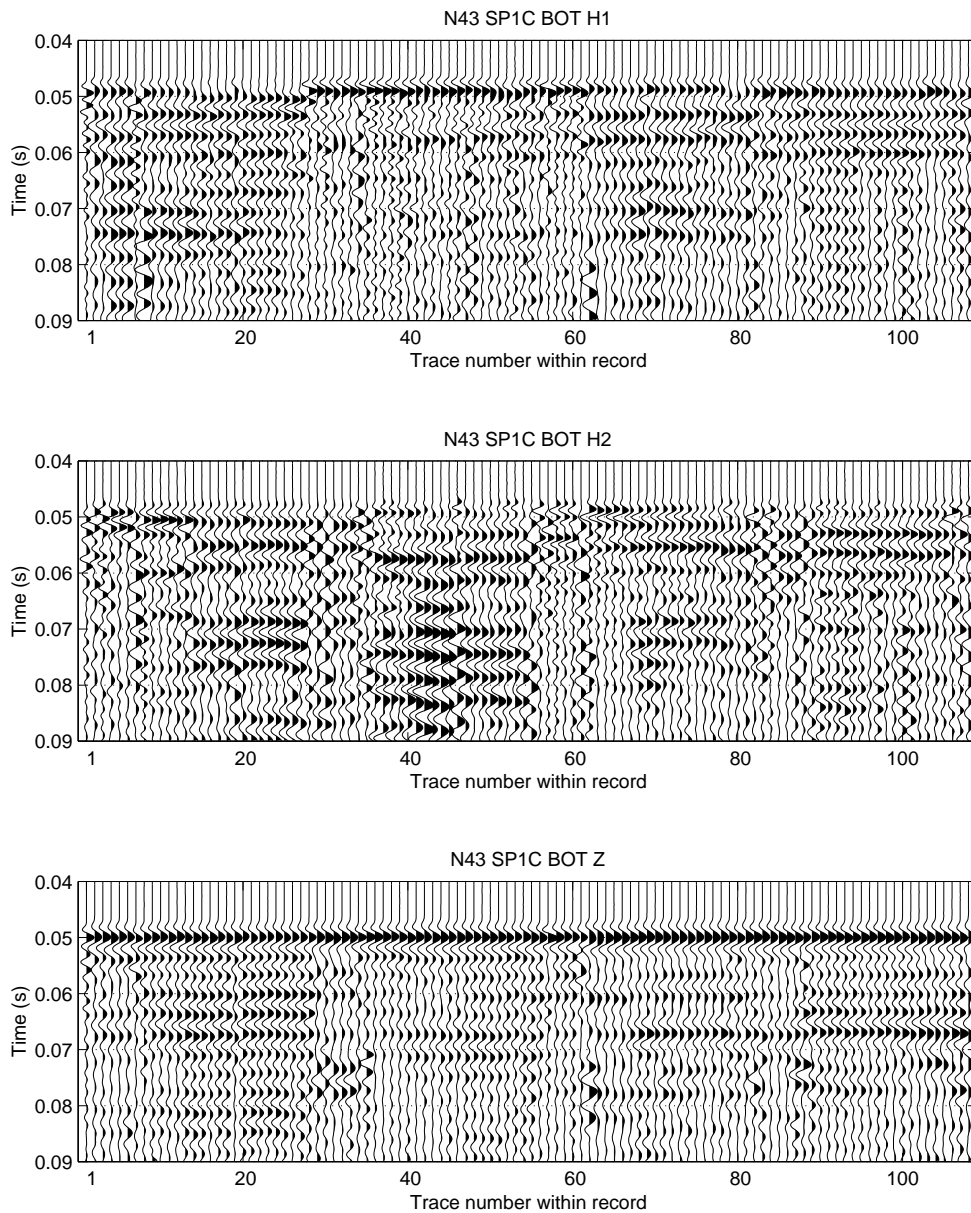 N43 SP1C BOT H1
0.04
0.05
0.06
0.07
0.08
0.09
Time (s)
1 20 40 60 80 100
Trace number within record
N43 SP1C BOT H2
0.04
0.05
0.06
0.07
0.08
0.09
Time (s)
1 20 40 60 80 100
Trace number within record
N43 SP1C BOT Z
0.04
0.05
0.06
0.07
0.08
0.09
Time (s)
1 20 40 60 80 100
Trace number within record